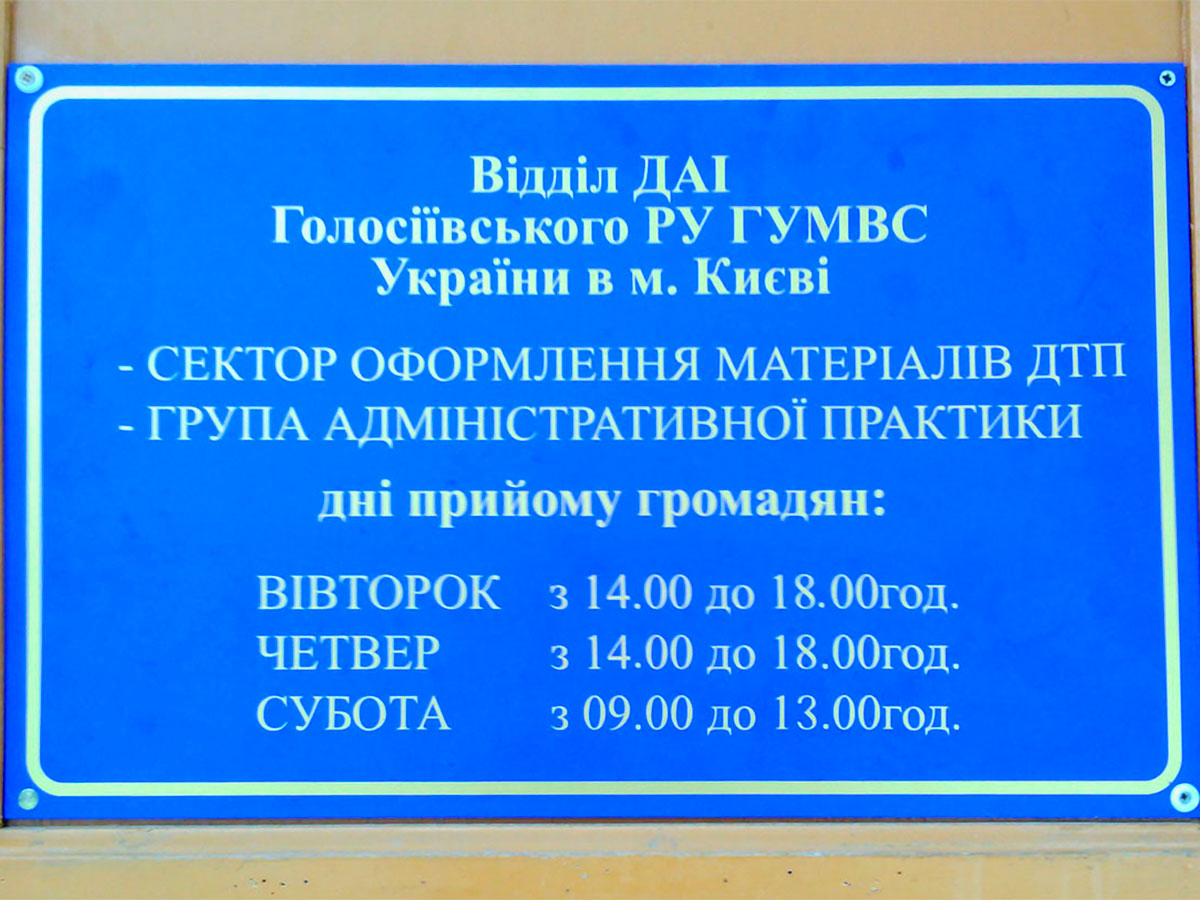 Відділ ДАІ
Голосіївського РУ ГУМВС
України в м. Києві
- СЕКТОР ОФОРМЛЕННЯ МАТЕРІАЛІВ ДТП
- ГРУПА АДМІНІСТРАТИВНОЇ ПРАКТИКИ
дні прийому громадян:
ВІВТОРОК з 14.00 до 18.00год.
ЧЕТВЕР з 14.00 до 18.00год.
СУБОТА з 09.00 до 13.00год.